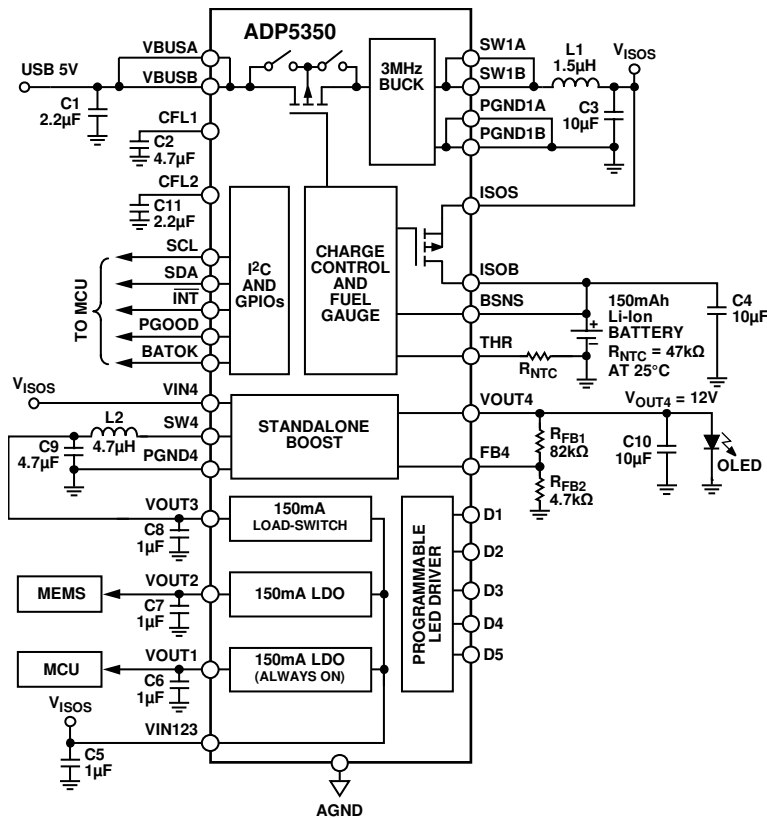 ADP5350
VBUSA
USB 5V
VBUSB
C1
2.2µF
CFL1
C2
4.7µF
CFL2
C11
2.2µF
3MHz
BUCK
SW1A
SW1B
L1
1.5µH
VISOS
PGND1A
PGND1B
C3
10µF
ISOS
TO MCU
SCL
SDA
INT
PGOOD
BATOK
I2C
AND
GPIOs
CHARGE
CONTROL
AND
FUEL
GAUGE
ISOB
BSNS
THR
RNTC
150mAh
Li-Ion
BATTERY
RNTC = 47kΩ
AT 25°C
+
–
C4
10µF
VISOS
VIN4
SW4
L2
4.7µH
C9
4.7µF
PGND4
STANDALONE
BOOST
VOUT4
VOUT4 = 12V
FB4
RFB1
82kΩ
RFB2
4.7kΩ
C10
10µF
OLED
VOUT3
C8
1µF
150mA
LOAD-SWITCH
MEMS
VOUT2
C7
1µF
150mA LDO
MCU
VOUT1
C6
1µF
150mA LDO
(ALWAYS ON)
PROGRAMMABLE
LED DRIVER
D1
D2
D3
D4
D5
VISOS
VIN123
C5
1µF
AGND